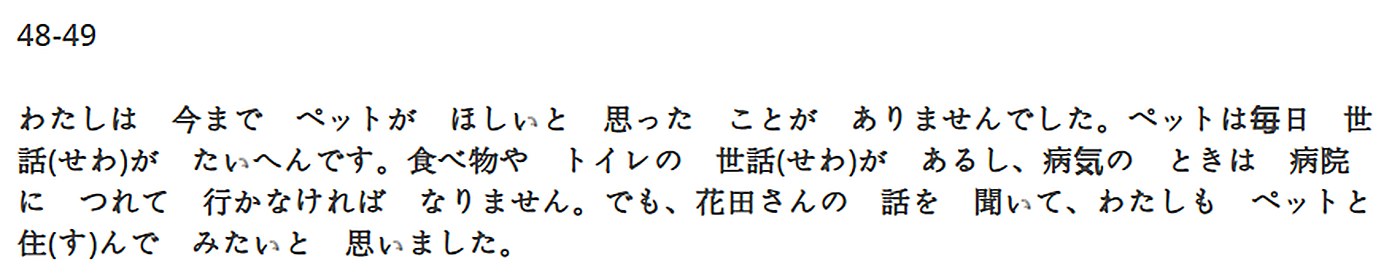 48-49
わたしは　今まで　ペットが　ほしいと　思った　ことが　ありませんでした。ペットは毎日　世
話(せわ)が　たいへんです。食べ物や　トイレの　世話(せわ)が　あるし、病気の　ときは　病院
に　つれて　行かなければ　なりません。でも、花田さんの　話を　聞いて、わたしも　ペットと
住(す)んで　みたいと　思いました。